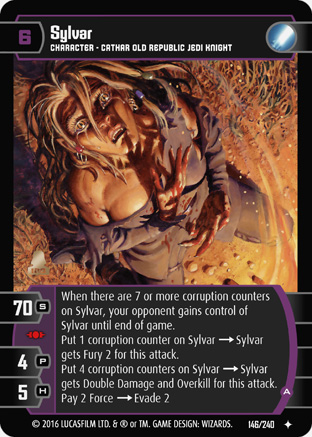 6
Sylvar
CHARACTER - CATHAR OLD REPUBLIC JEDI KNIGHT
70 S
4 P
5 H
When there are 7 or more corruption counters
on Sylvar, your opponent gains control of
Sylvar until end of game.
Put 1 corruption counter on Sylvar → Sylvar
gets Fury 2 for this attack.
Put 4 corruption counters on Sylvar → Sylvar
gets Double Damage and Overkill for this attack.
Pay 2 Force → Evade 2
A
© 2016 LUCASFILM LTD. & ® or TM. GAME DESIGN: WIZARDS.
146/240